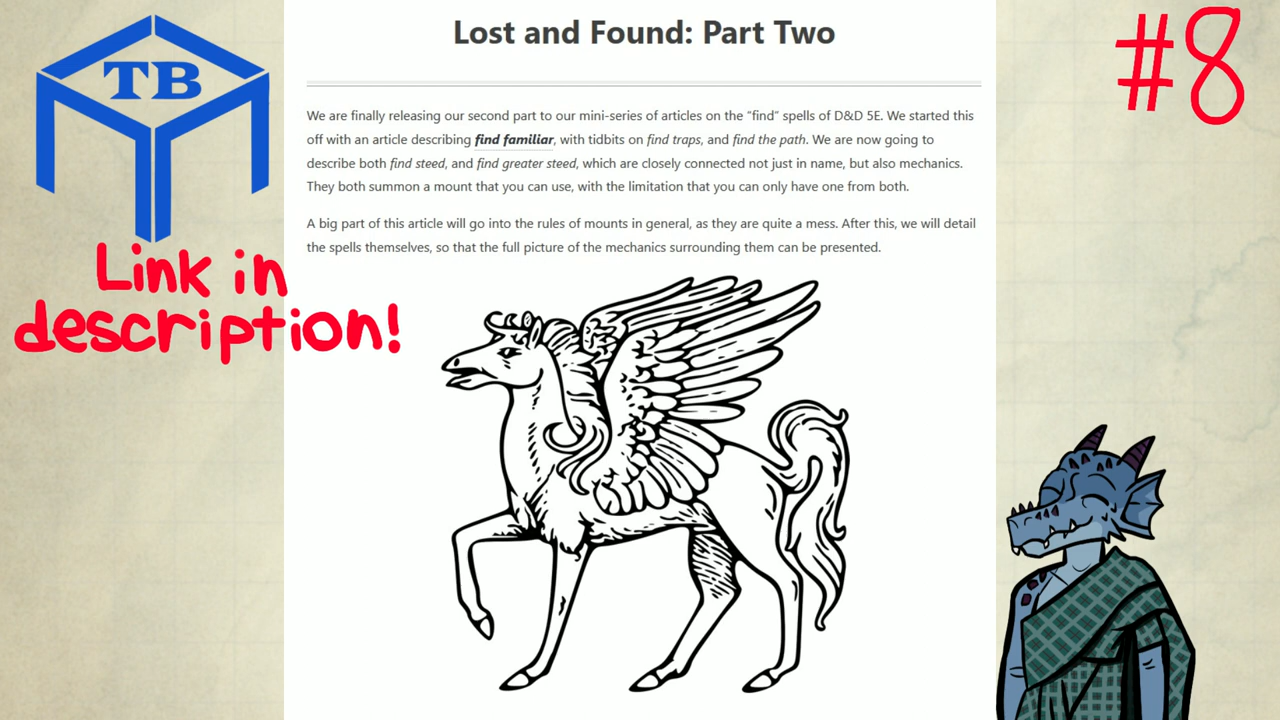 Lost and Found: Part Two
#8
TB
We are finally releasing our second part to our mini-series of articles on the “find” spells of D&D 5E. We started this
off with an article describing find familiar, with tidbits on find traps, and find the path. We are now going to
describe both find steed, and find greater steed, which are closely connected not just in name, but also mechanics.
They both summon a mount that you can use, with the limitation that you can only have one from both.
A big part of this article will go into the rules of mounts in general, as they are quite a mess. After this, we will detail
the spells themselves, so that the full picture of the mechanics surrounding them can be presented.
Link in
description!